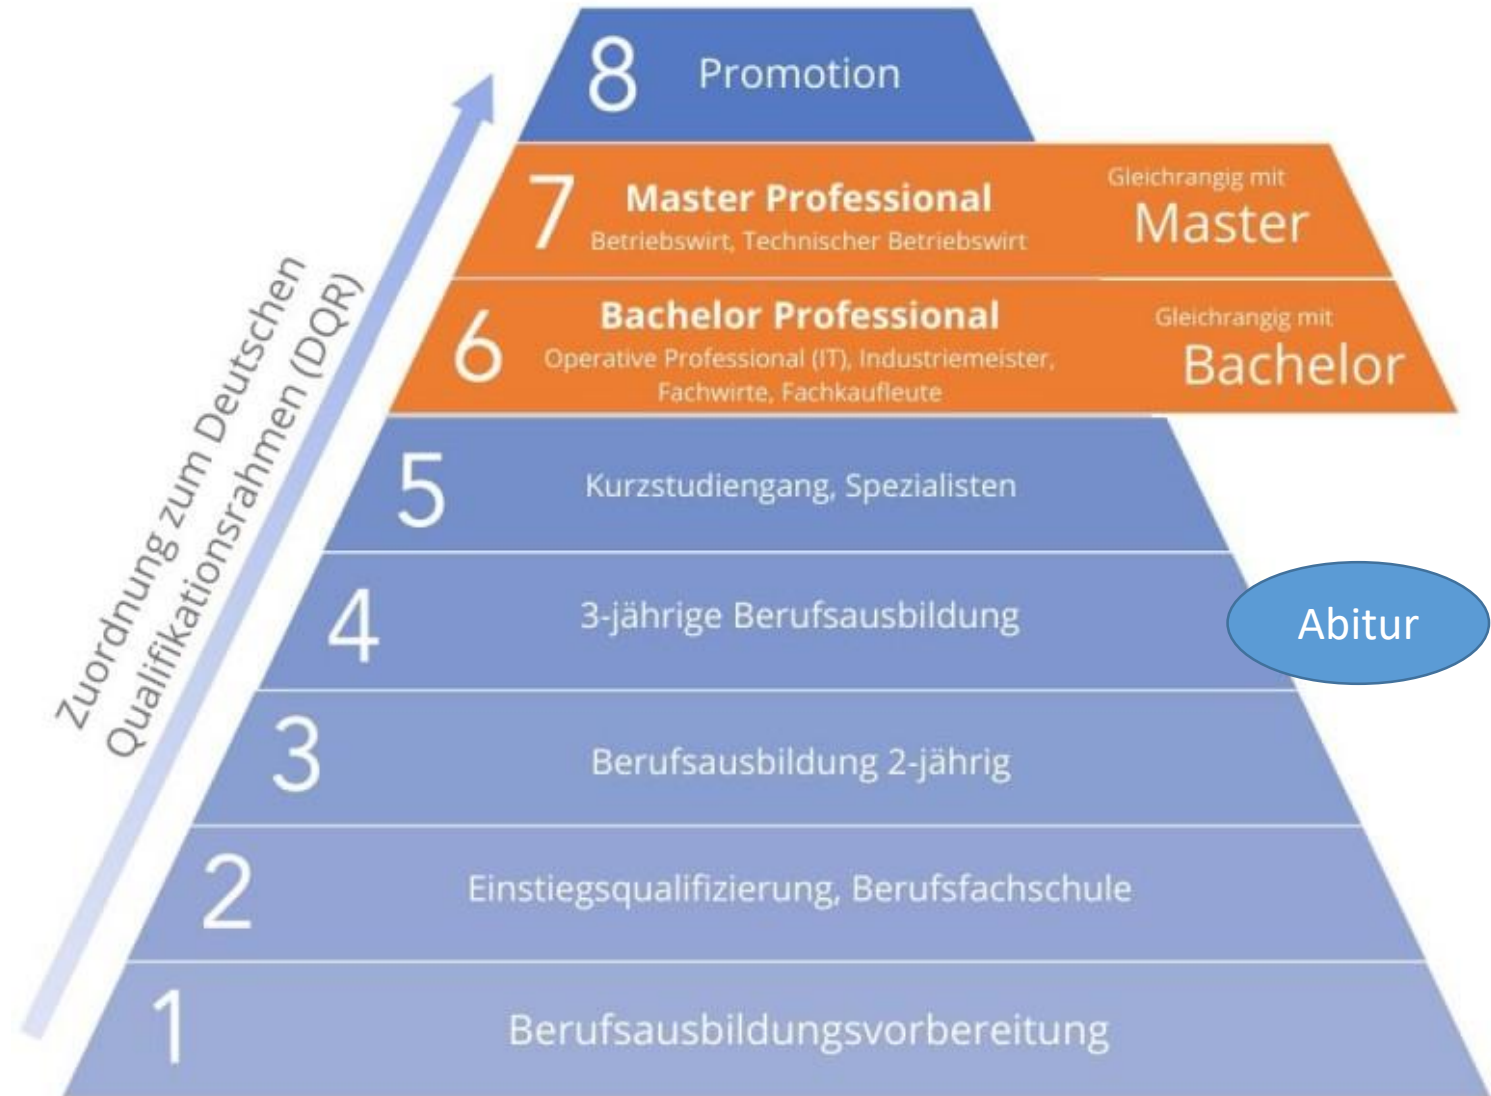 8 Promotion
7 Master Professional
Betriebswirt, Technischer Betriebswirt
Gleichrangig mit
Master
6 Bachelor Professional
Operative Professional (IT), Industriemeister,
Fachwirte, Fachkaufleute
Gleichrangig mit
Bachelor
5 Kurzstudiengang, Spezialisten
4 3-jährige Berufsausbildung
Abitur
3 Berufsausbildung 2-jährig
2 Einstiegsqualifizierung, Berufsfachschule
1 Berufsausbildungsvorbereitung
Zuordnung zum Deutschen
Qualifikationsrahmen (DQR)